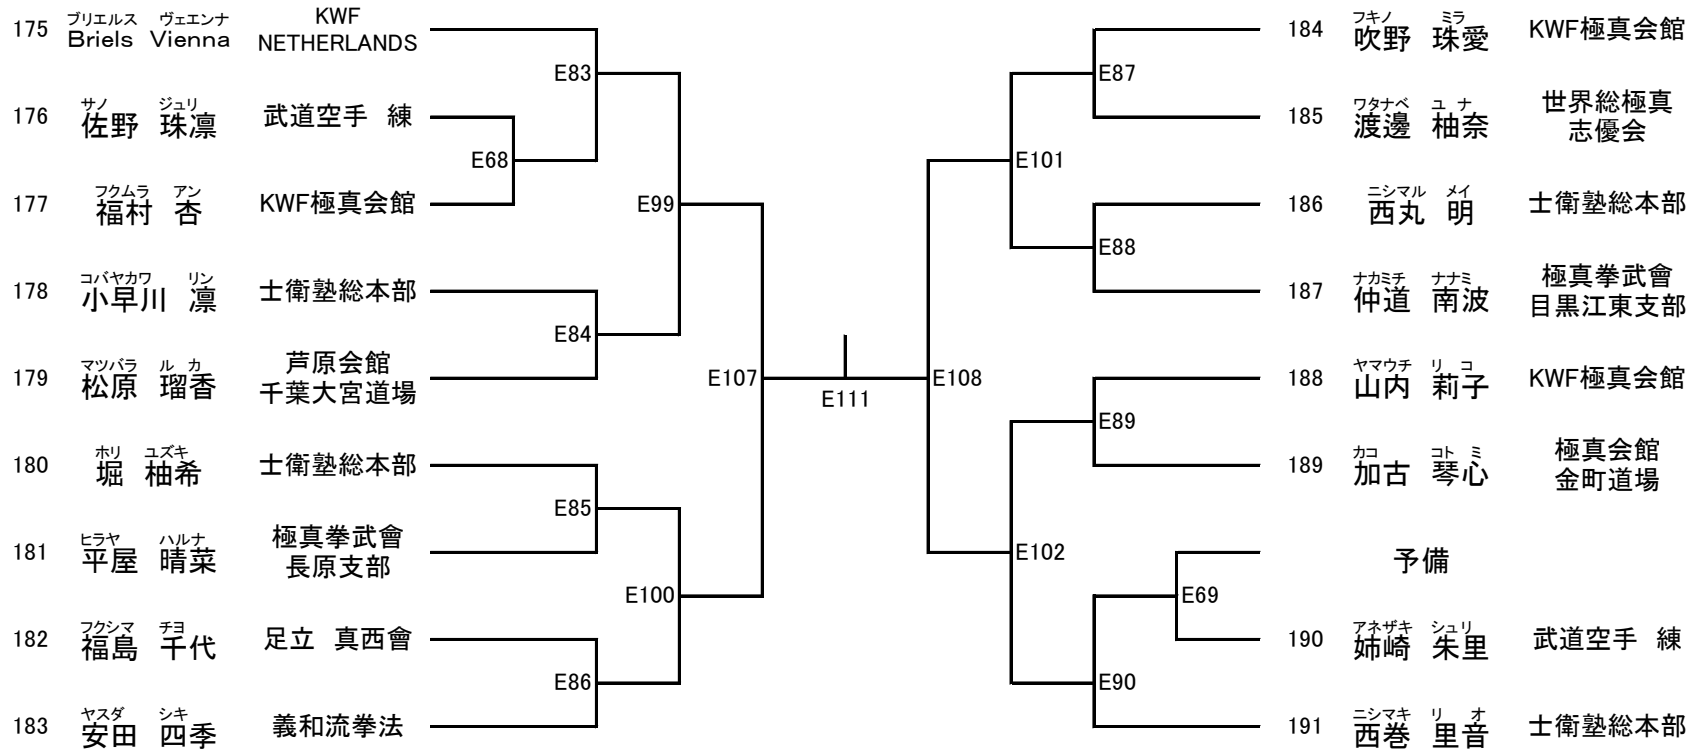 ブリエルス ヴェエンナ
175 Briels Vienna KWF NETHERLANDS
E83
サノ ジュリ
176 佐野 珠凛 武道空手 練
E68
フクムラ アン
177 福村 杏 KWF極真会館
E99
コバヤカワ リン
178 小早川 凛 士衛塾総本部
E84
マツバラ ル カ
179 松原 瑠香 芦原会館 千葉大宮道場
E107
E111
ホリ ユズキ
180 堀 柚希 士衛塾総本部
E85
ヒラヤ ハルナ
181 平屋 晴菜 極真拳武會 長原支部
E100
フクシマ チヨ
182 福島 千代 足立 真西會
E86
ヤスダ シキ
183 安田 四季 義和流拳法
フキノ ミラ
184 吹野 珠愛 KWF極真会館
E87
ワタナベ ユ ナ
185 渡邊 柚奈 世界総極真 志優会
E101
ニシマル メイ
186 西丸 明 士衛塾総本部
E88
ナカミチ ナナミ
187 仲道 南波 極真拳武會 目黒江東支部
E108
ヤマウチ リ コ
188 山内 莉子 KWF極真会館
E89
カコ コト ミ
189 加古 琴心 極真会館 金町道場
E102
予備
E69
アネザキ シュリ
190 姉崎 朱里 武道空手 練
E90
ニシマキ リ オ
191 西巻 里音 士衛塾総本部